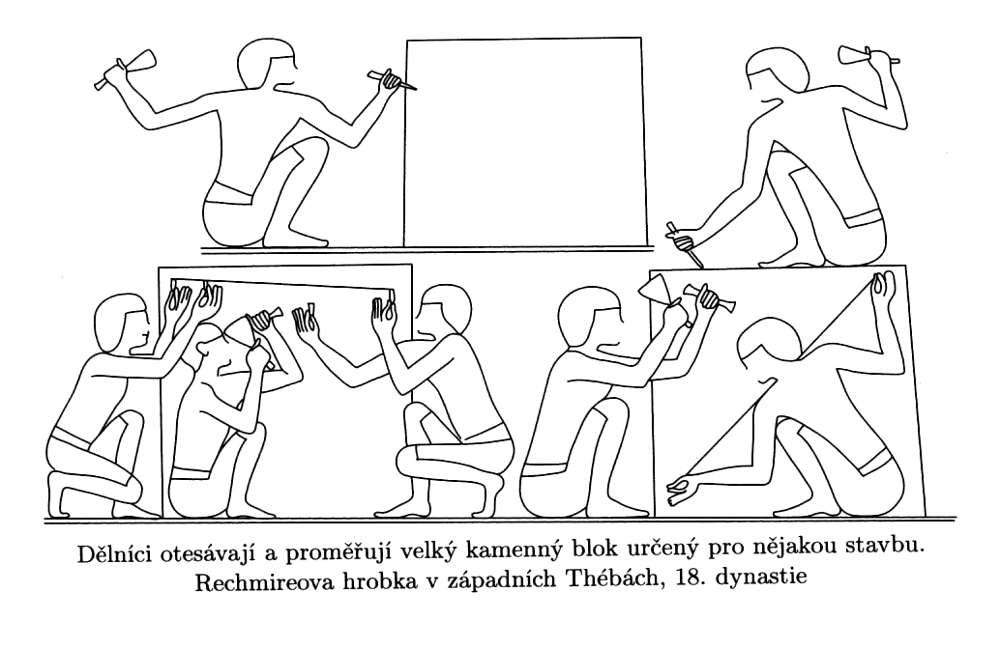 Dělníci otesávají a proměřují velký kamenný blok určený pro nějakou stavbu.
Rechmireova hrobka v západních Thébách, 18. dynastie